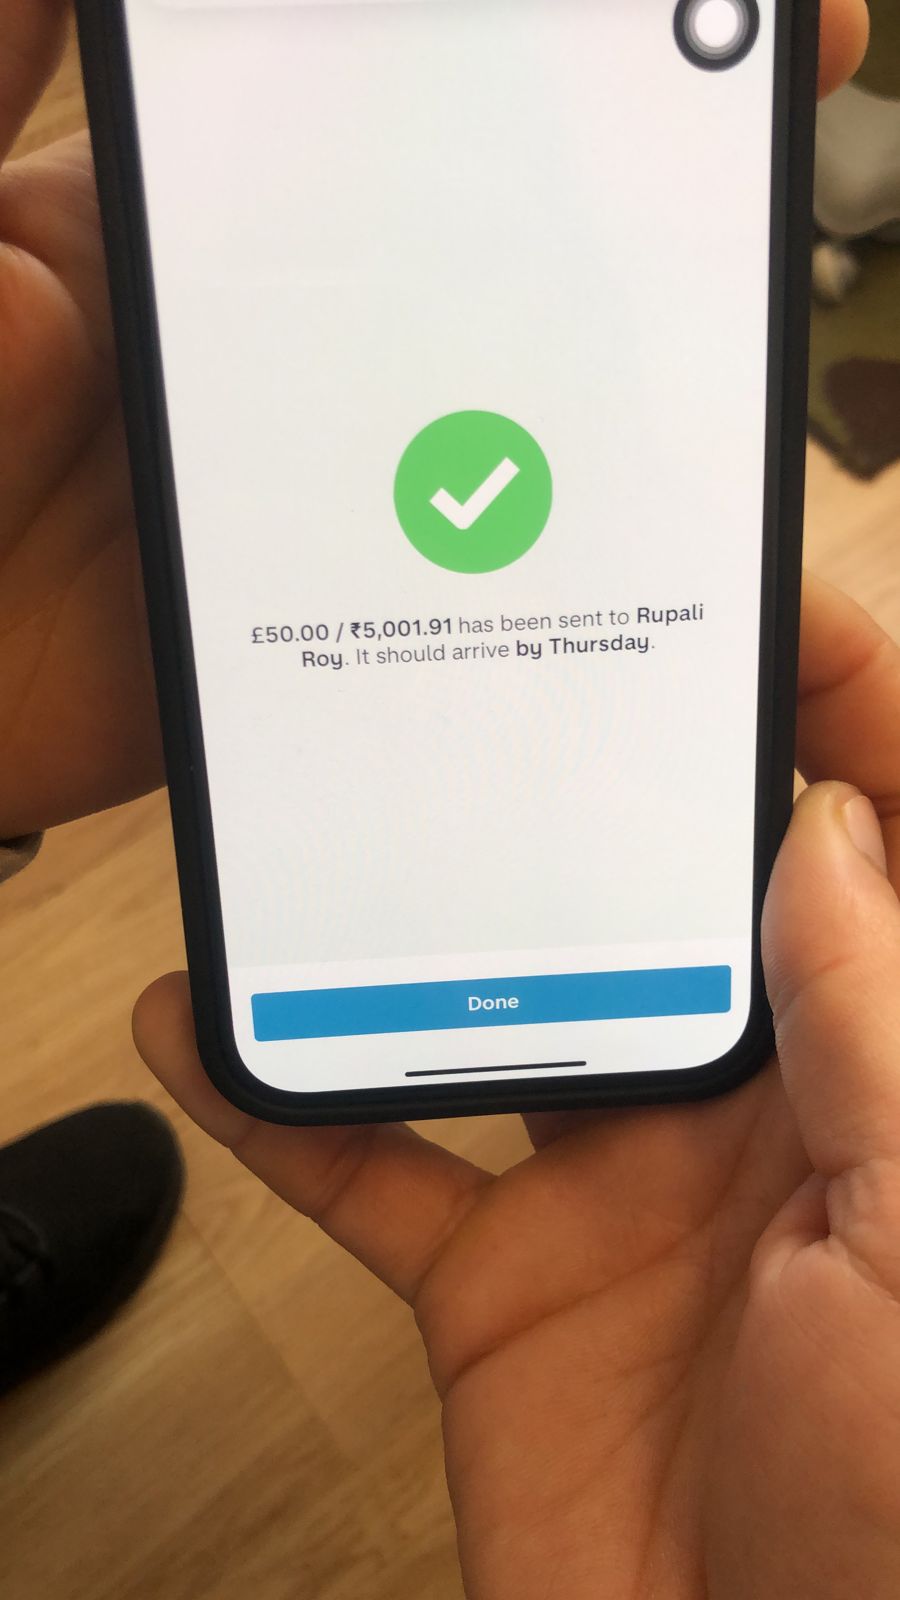 £50.00 / ₹5,001.91 has been sent to Rupali
Roy. It should arrive by Thursday.
Done